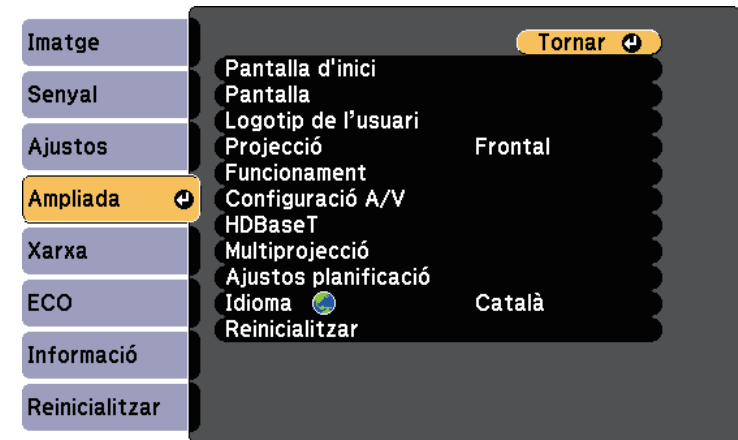 Imatge
Senyal
Ajustos
Ampliada
Xarxa
ECO
Informació
Reinicialitzar
Tornar
Pantalla d'inici
Pantalla
Logotip de l’usuari
Projecció Frontal
Funcionament
Configuració A/V
HDBaseT
Multiprojecció
Ajustos planificació
Idioma Català
Reinicialitzar